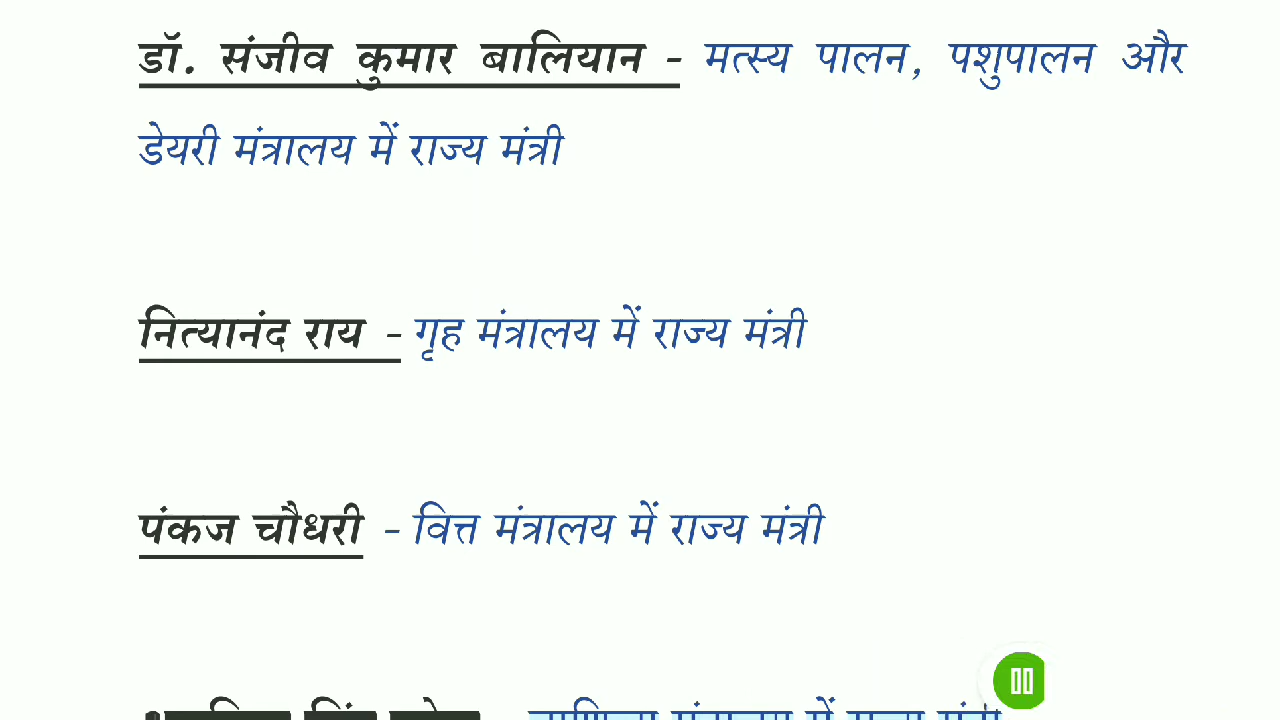 डॉ. संजीव कुमार बालियान - मत्स्य पालन, पशुपालन और
डेयरी मंत्रालय में राज्य मंत्री
नित्यानंद राय - गृह मंत्रालय में राज्य मंत्री
पंकज चौधरी - वित्त मंत्रालय में राज्य मंत्री